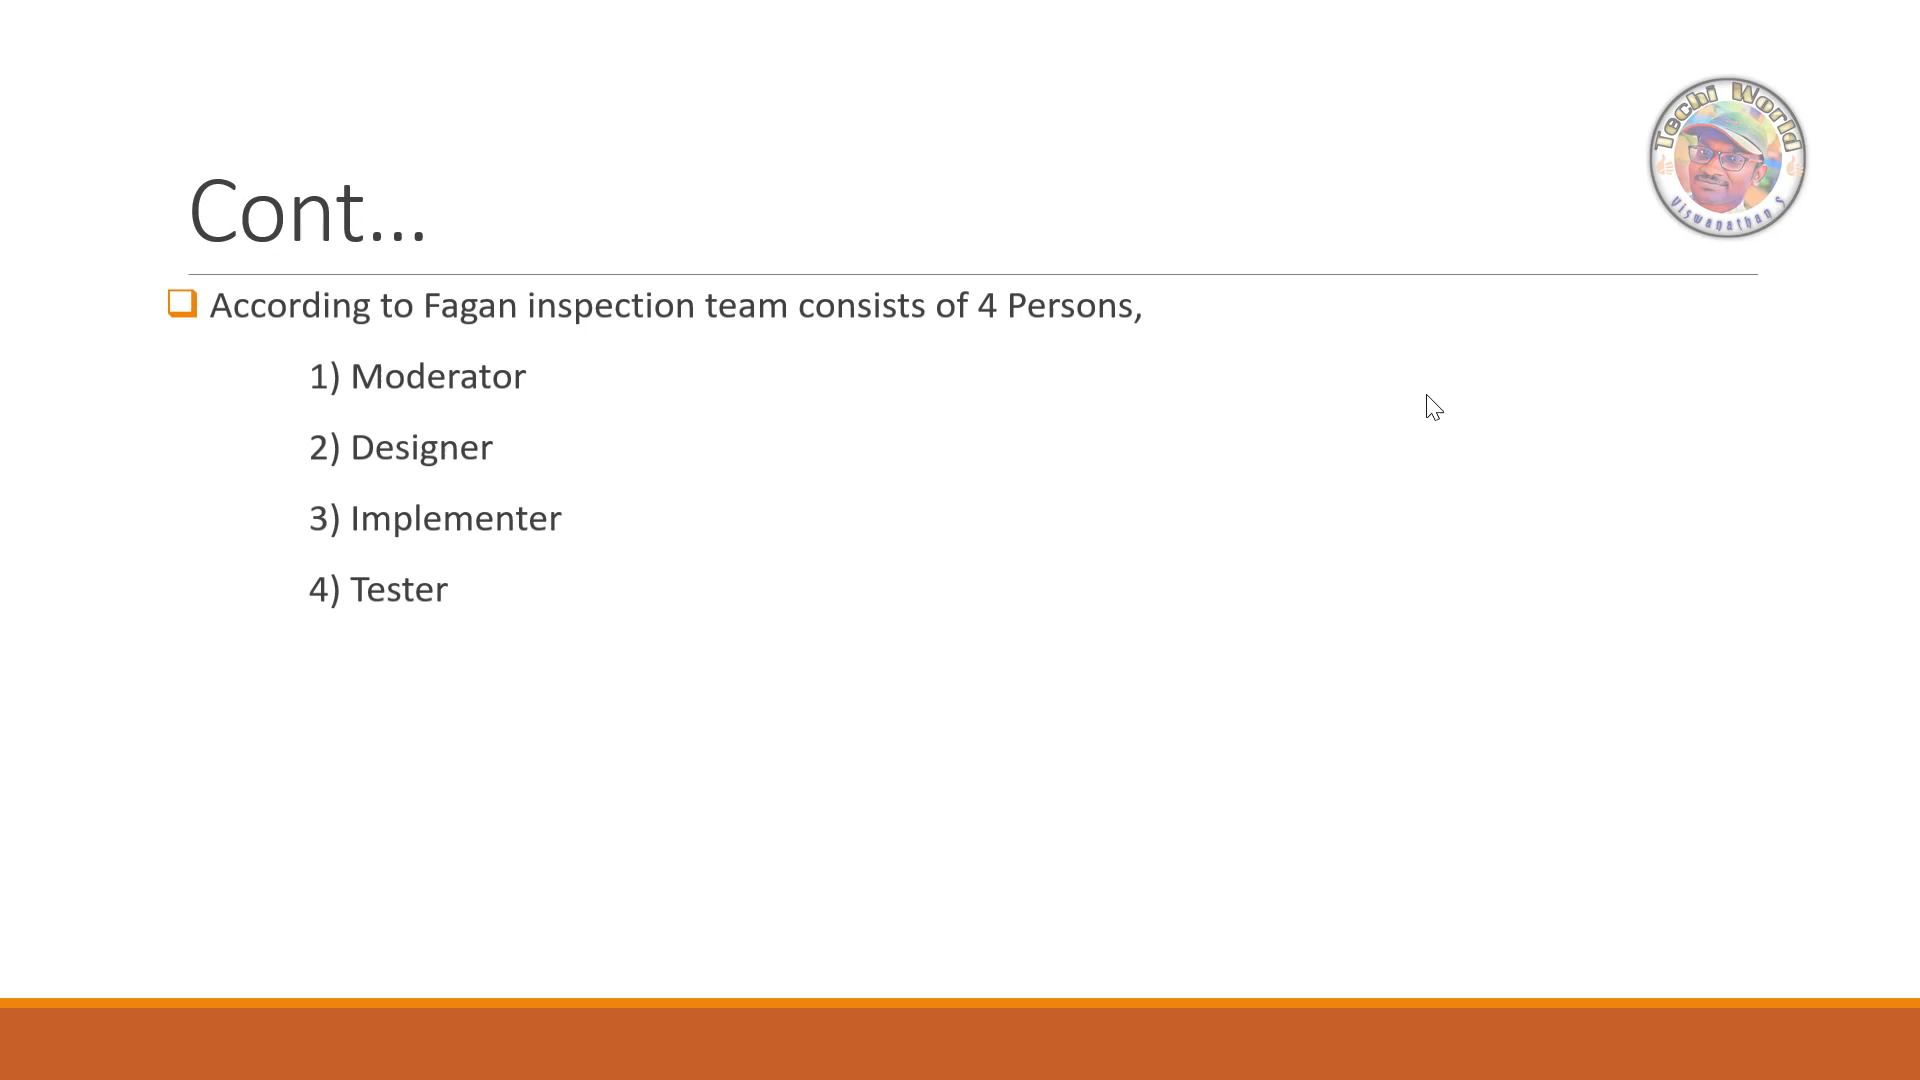 Techi World
Viswanathan S
Cont...
According to Fagan inspection team consists of 4 Persons,
1) Moderator
2) Designer
3) Implementer
4) Tester